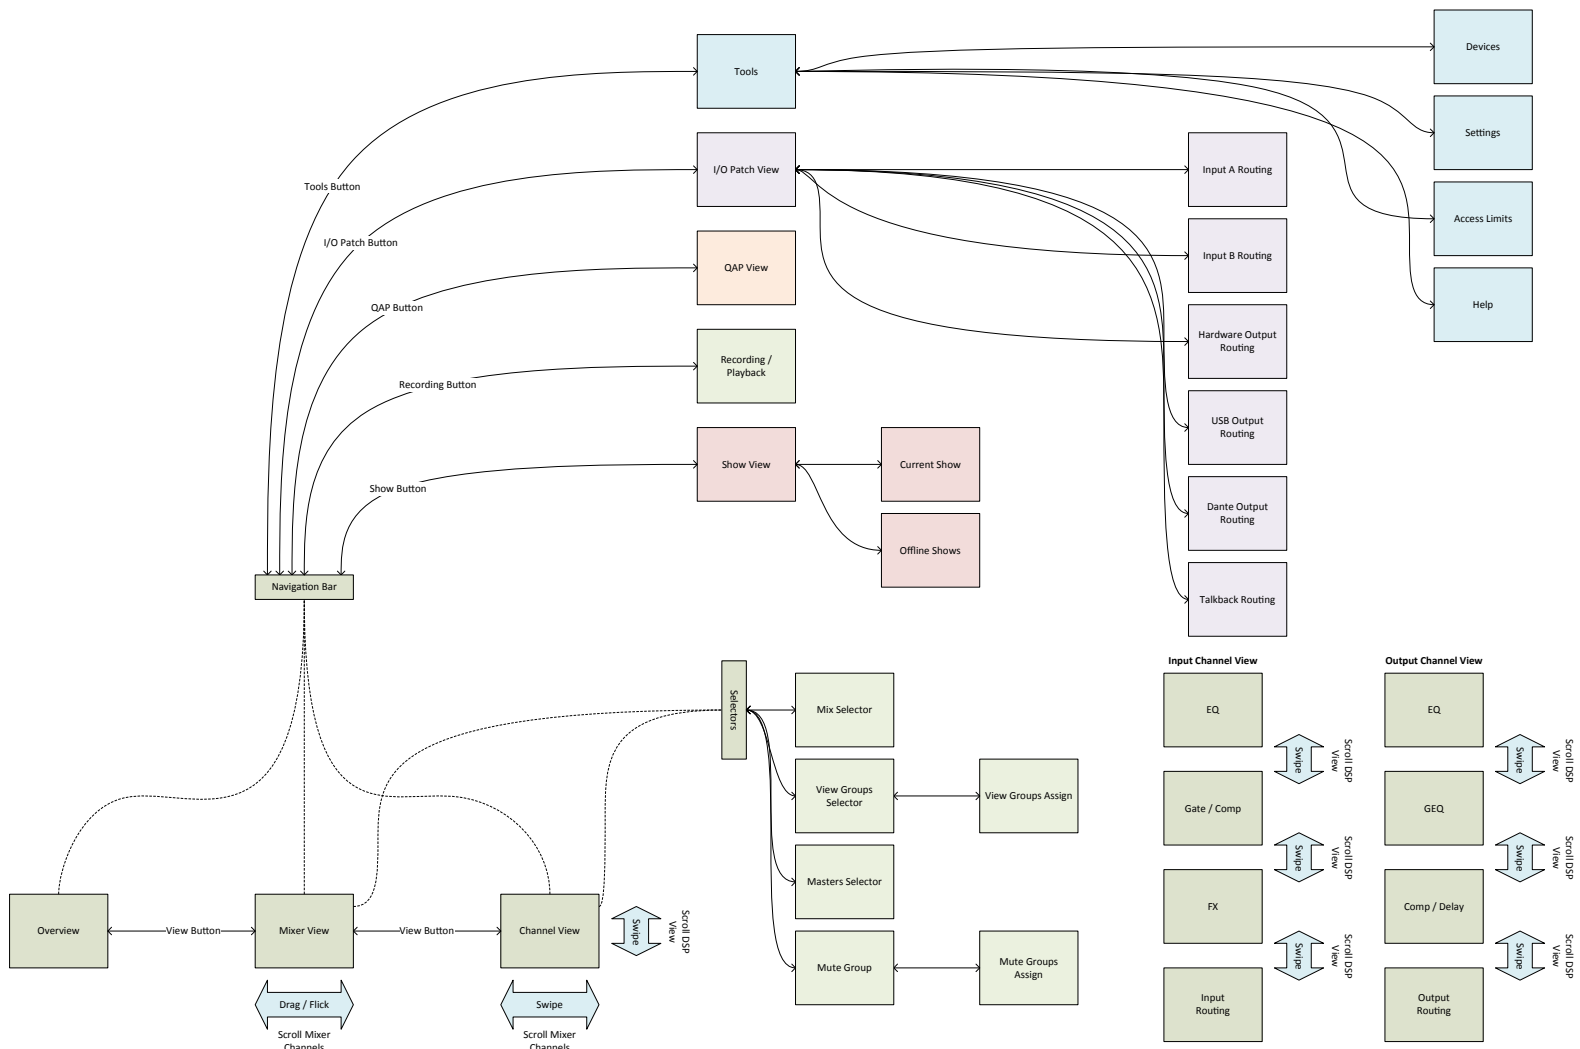 Devices
Tools
Settings
Tools Button
I/O Patch View
Input A Routing
Access Limits
I/O Patch Button
QAP View
Input B Routing
Help
QAP Button
Hardware Output
Routing
Recording /
Playback
Recording Button
USB Output
Routing
Show View
Current Show
Show Button
Dante Output
Routing
Offline Shows
Navigation Bar
Talkback Routing
Selectors
Mix Selector
View Groups
Selector
View Groups Assign
Masters Selector
Mute Group
Mute Groups
Assign
Overview
View Button
Mixer View
View Button
Channel View
Swipe
Scroll DSP
View
Drag / Flick
Scroll Mixer
Channels
Swipe
Scroll Mixer
Channels
Input Channel View
EQ
Swipe
Scroll DSP
View
Gate / Comp
Swipe
Scroll DSP
View
FX
Swipe
Scroll DSP
View
Input
Routing
Output Channel View
EQ
Swipe
Scroll DSP
View
GEQ
Swipe
Scroll DSP
View
Comp / Delay
Swipe
Scroll DSP
View
Output
Routing